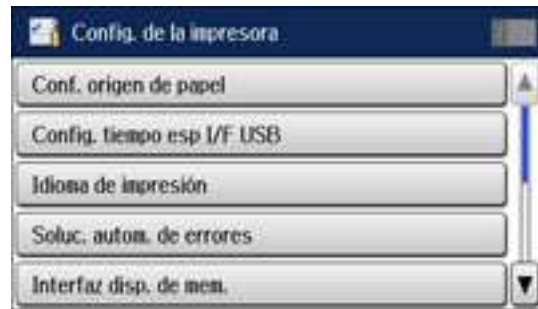 Config. de la impresora
Conf. origen de papel
Config. tiempo esp I/F USB
Idioma de impresión
Soluc. autom. de errores
Interfaz disp. de mem.